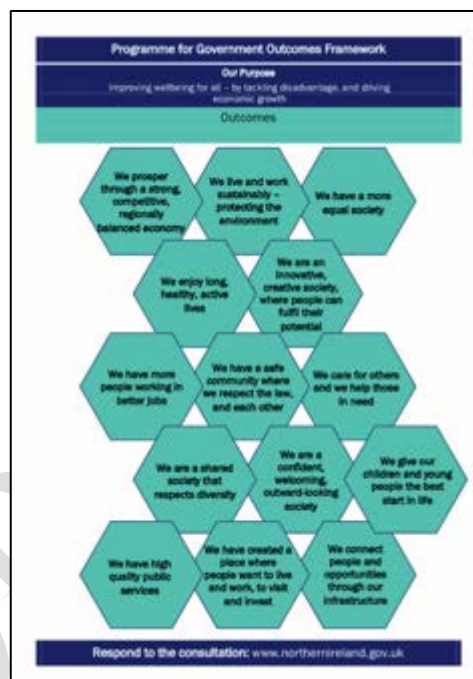 Programme for Government Outcomes Framework
Our Purpose
Improving wellbeing for all – by tackling disadvantage, and driving
economic growth
Outcomes
We prosper
through a strong,
competitive,
regionally
balanced economy
We live and work
sustainably –
protecting the
environment
We have a more
equal society
We enjoy long,
healthy, active
lives
We are an
innovative,
creative society,
where people can
fulfil their
potential
We have more
people working in
better jobs
We have a safe
community where
we respect the law,
and each other
We care for others
and we help those
in need
We are a shared
society that
respects diversity
We are a
confident,
welcoming,
outward-looking
society
We give our
children and young
people the best
start in life
We have high
quality public
services
We have created a
place where
people want to live
and work, to visit
and invest
We connect
people and
opportunities
through our
infrastructure
Respond to the consultation: www.northernireland.gov.uk